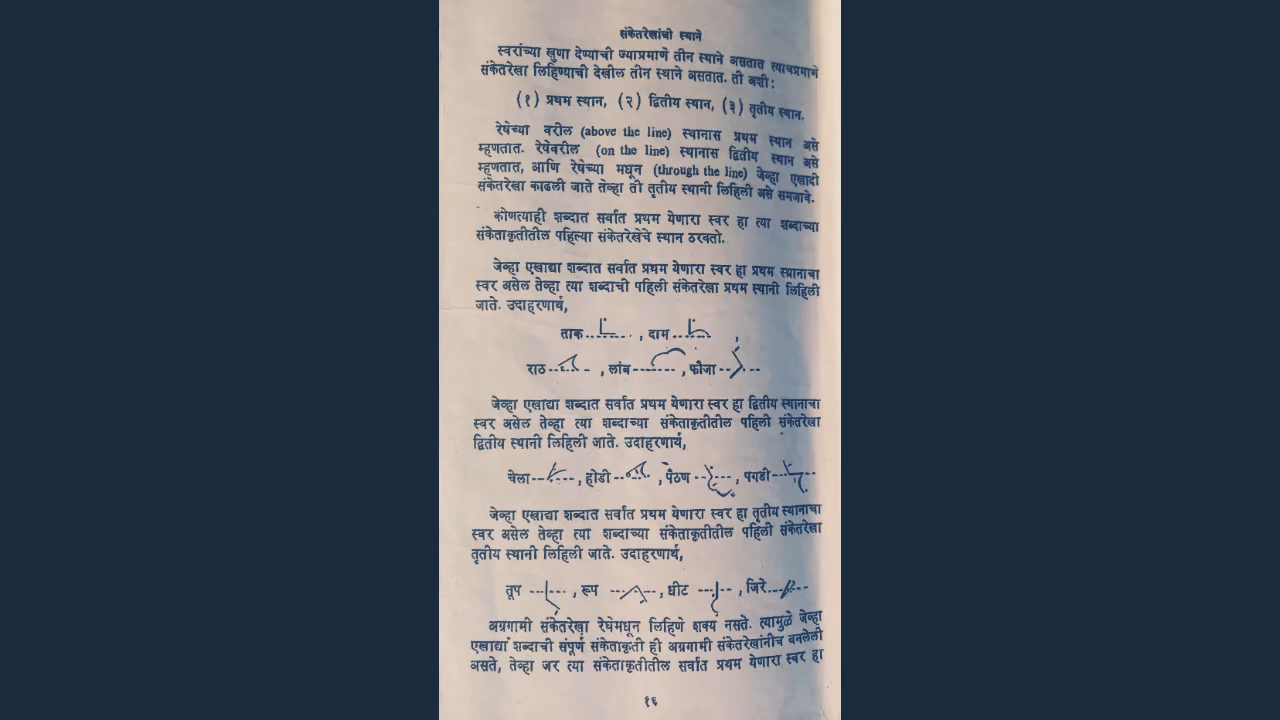 संकेतरेखांची स्थाने
स्वरांच्या खुणा देण्याची ज्याप्रमाणे तीन स्थाने असतात त्याचप्रमाणे
संकेतरेखा लिहिण्याची देखील तीन स्थाने असतात. ती अशी :
(१) प्रथम स्थान, (२) द्वितीय स्थान, (३) तृतीय स्थान.
रेषेच्या वरील (above the line) स्थानास प्रथम स्थान असे
म्हणतात. रेषेवरील (on the line) स्थानास द्वितीय स्थान असे
म्हणतात, आणि रेषेच्या मधून (through the line) जेव्हा एखादी
संकेतरेखा काढली जाते तेव्हा ती तृतीय स्थानी लिहिली असे समजावे.
कोणत्याही शब्दात सर्वांत प्रथम येणारा स्वर हा त्या शब्दाच्या
संकेताकृतीतील पहिल्या संकेतरेखेचे स्थान ठरवतो.
जेव्हा एखाद्या शब्दात सर्वांत प्रथम येणारा स्वर हा प्रथम स्थानाचा
स्वर असेल तेव्हा त्या शब्दाची पहिली संकेतरेखा प्रथम स्थानी लिहिली
जाते. उदाहरणार्थ,
ताक........, दाम........,
राठ..... , लांब........, फौजा.....
जेव्हा एखाद्या शब्दात सर्वांत प्रथम येणारा स्वर हा द्वितीय स्थानाचा
स्वर असेल तेव्हा त्या शब्दाच्या संकेताकृतीतील पहिली संकेतरेखा
द्वितीय स्थानी लिहिली जाते. उदाहरणार्थ,
चेला....., होडी....., पैठण....., पगडी.....
जेव्हा एखाद्या शब्दात सर्वांत प्रथम येणारा स्वर हा तृतीय स्थानाचा
स्वर असेल तेव्हा त्या शब्दाच्या संकेताकृतीतील पहिली संकेतरेखा
तृतीय स्थानी लिहिली जाते. उदाहरणार्थ,
तूप ....., रूप ....., धीट ....., जिरे.....
अग्रगामी संकेतरेखा रेघेमधून लिहिणे शक्य नसते. त्यामुळे जेव्हा
एखाद्या शब्दाची संपूर्ण संकेताकृती ही अग्रगामी संकेतरेखांनीच बनलेली
असते, तेव्हा जर त्या संकेताकृतीतील सर्वांत प्रथम येणारा स्वर हा
१६